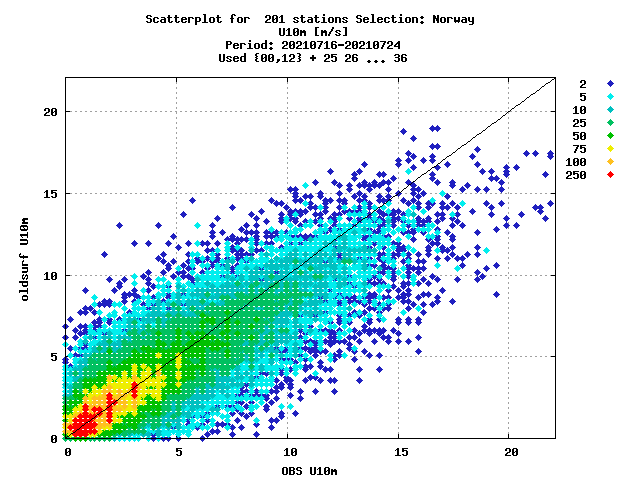 Scatterplot for  201 stations Selection: Norway
U10m [m/s]
Period: 20210716-20210724
Used {00,12} + 25 26 ... 36
2
5
10
25
50
75
100
250
20
15
10
5
0
oldsurf U10m
0 5 10 15 20
OBS U10m